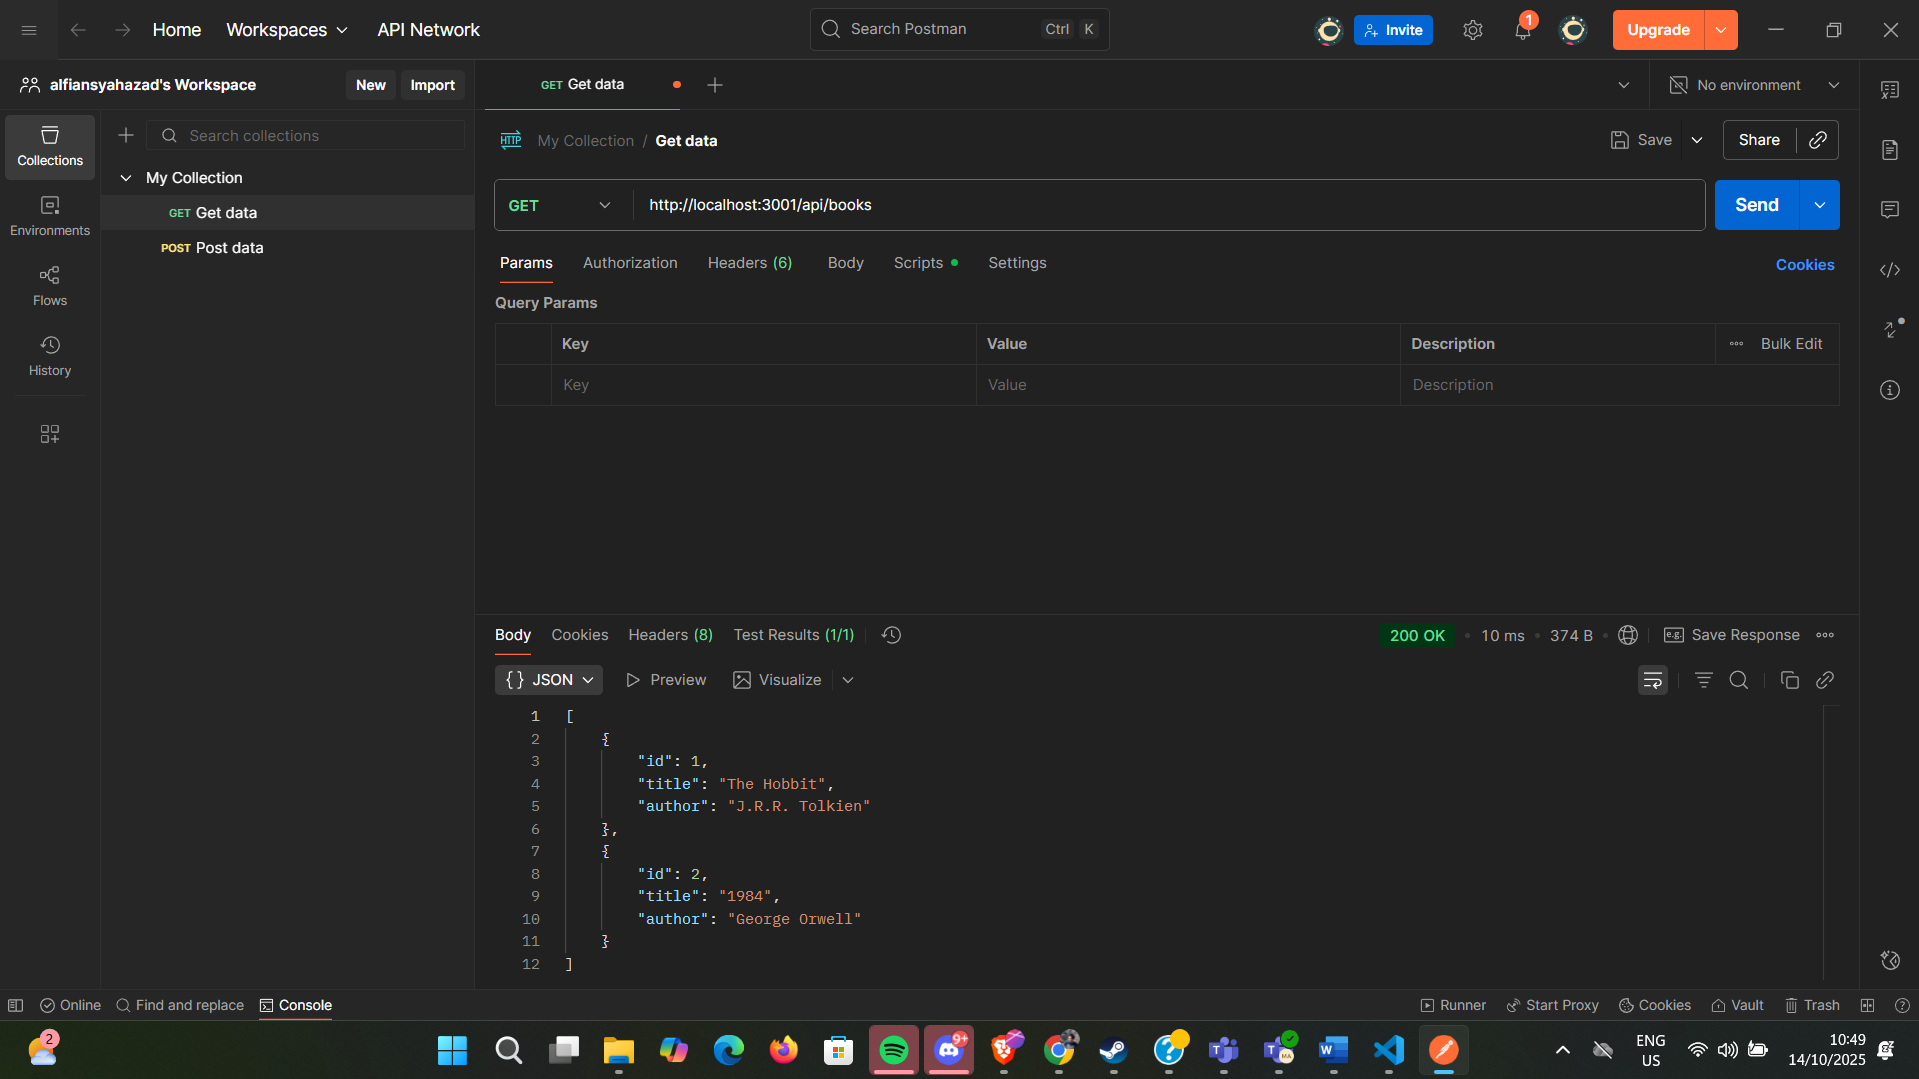 Home Workspaces API Network Search Postman Ctrl K Invite 1 Upgrade
alfiansyahazad's Workspace New Import GET Get data No environment
Collections
Environments
Flows
History
Search collections
My Collection
GET Get data
POST Post data
HTTP My Collection / Get data Save Share
GET http://localhost:3001/api/books Send
Params Authorization Headers (6) Body Scripts Settings Cookies
Query Params
Key Value Description Bulk Edit
Key Value Description
Body Cookies Headers (8) Test Results (1/1) 200 OK 10 ms 374 B e.g. Save Response
{} JSON Preview Visualize
1 [
2 {
3 "id": 1,
4 "title": "The Hobbit",
5 "author": "J.R.R. Tolkien"
6 },
7 {
8 "id": 2,
9 "title": "1984",
10 "author": "George Orwell"
11 }
12 ]
Online Find and replace Console Runner Start Proxy Cookies Vault Trash
2 9+ ENG 10:49
US 14/10/2025